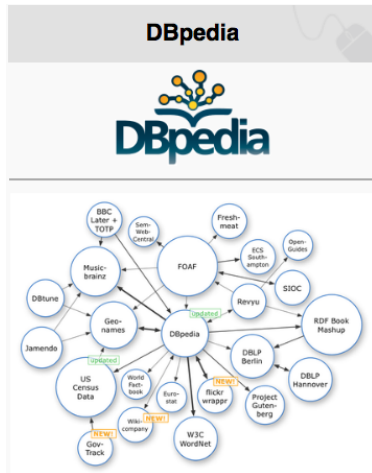 DBpedia
DBpedia
BBC
Later +
TOTP
Sem-
Web-
Central
Fresh-
meat
Music-
brainz
FOAF
ECS
South-
ampton
Open-
Guides
SIOC
DBtune
Geo-
names
Updated
DBpedia
Revyu
RDF Book
Mashup
Jamendo
Updated
US
Census
Data
World
Fact-
book
Euro-
stat
NEW!
flickr
wrappr
DBLP
Berlin
DBLP
Hannover
NEW!
Gov-
Track
NEW!
Wiki-
company
W3C
WordNet
Project
Guten-
berg